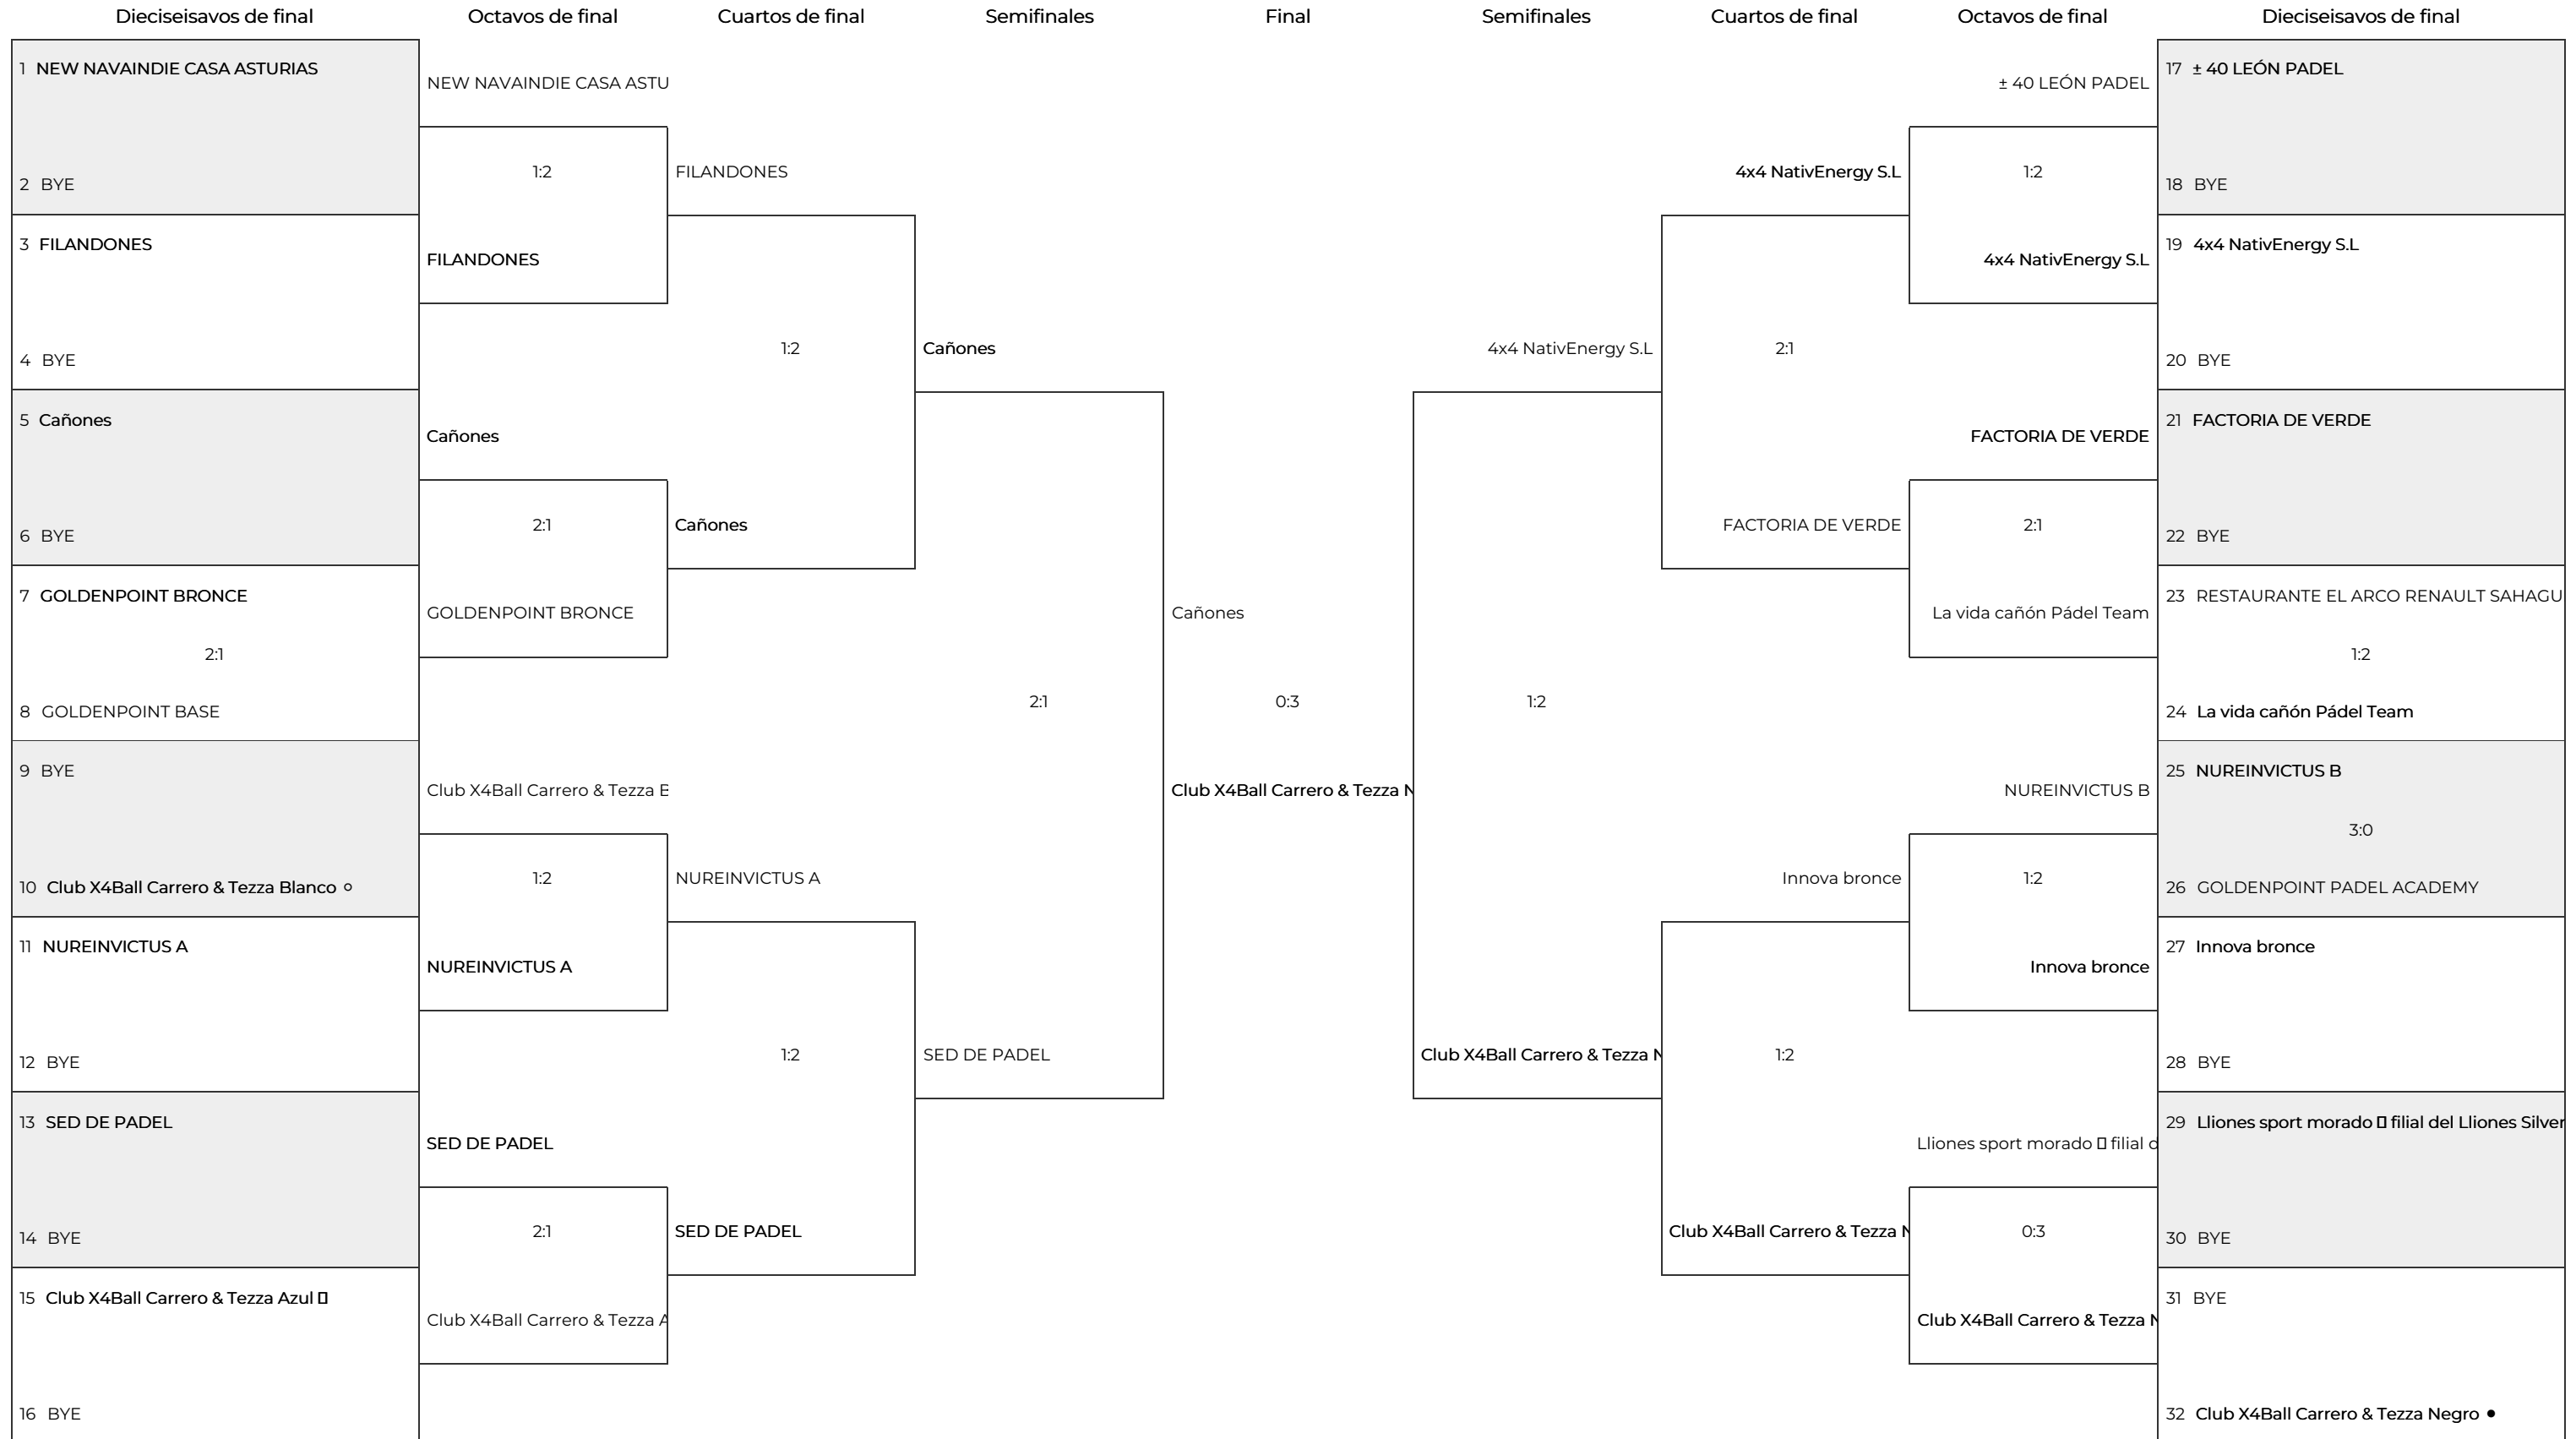 Dieciseisavos de final
Octavos de final
Cuartos de final
Semifinales
Final
Semifinales
Cuartos de final
Octavos de final
Dieciseisavos de final
1 NEW NAVAINDIE CASA ASTURIAS
2 BYE
3 FILANDONES
4 BYE
5 Cañones
6 BYE
7 GOLDENPOINT BRONCE
2:1
8 GOLDENPOINT BASE
9 BYE
10 Club X4Ball Carrero & Tezza Blanco ⚪
11 NUREINVICTUS A
12 BYE
13 SED DE PADEL
14 BYE
15 Club X4Ball Carrero & Tezza Azul
16 BYE
NEW NAVAINDIE CASA ASTU
1:2
FILANDONES
Cañones
2:1
GOLDENPOINT BRONCE
Club X4Ball Carrero & Tezza B
1:2
NUREINVICTUS A
SED DE PADEL
2:1
Club X4Ball Carrero & Tezza A
FILANDONES
1:2
Cañones
NUREINVICTUS A
1:2
SED DE PADEL
Cañones
2:1
SED DE PADEL
Cañones
0:3
Club X4Ball Carrero & Tezza N
4x4 NativEnergy S.L
1:2
Club X4Ball Carrero & Tezza N
4x4 NativEnergy S.L
2:1
FACTORIA DE VERDE
Innova bronce
1:2
Club X4Ball Carrero & Tezza N
± 40 LEÓN PADEL
1:2
4x4 NativEnergy S.L
FACTORIA DE VERDE
2:1
La vida cañón Pádel Team
NUREINVICTUS B
1:2
Innova bronce
Lliones sport morado filial d
0:3
Club X4Ball Carrero & Tezza N
17 ± 40 LEÓN PADEL
18 BYE
19 4x4 NativEnergy S.L
20 BYE
21 FACTORIA DE VERDE
22 BYE
23 RESTAURANTE EL ARCO RENAULT SAHAGU
1:2
24 La vida cañón Pádel Team
25 NUREINVICTUS B
3:0
26 GOLDENPOINT PADEL ACADEMY
27 Innova bronce
28 BYE
29 Lliones sport morado filial del Lliones Silver
30 BYE
31 BYE
32 Club X4Ball Carrero & Tezza Negro ⚫